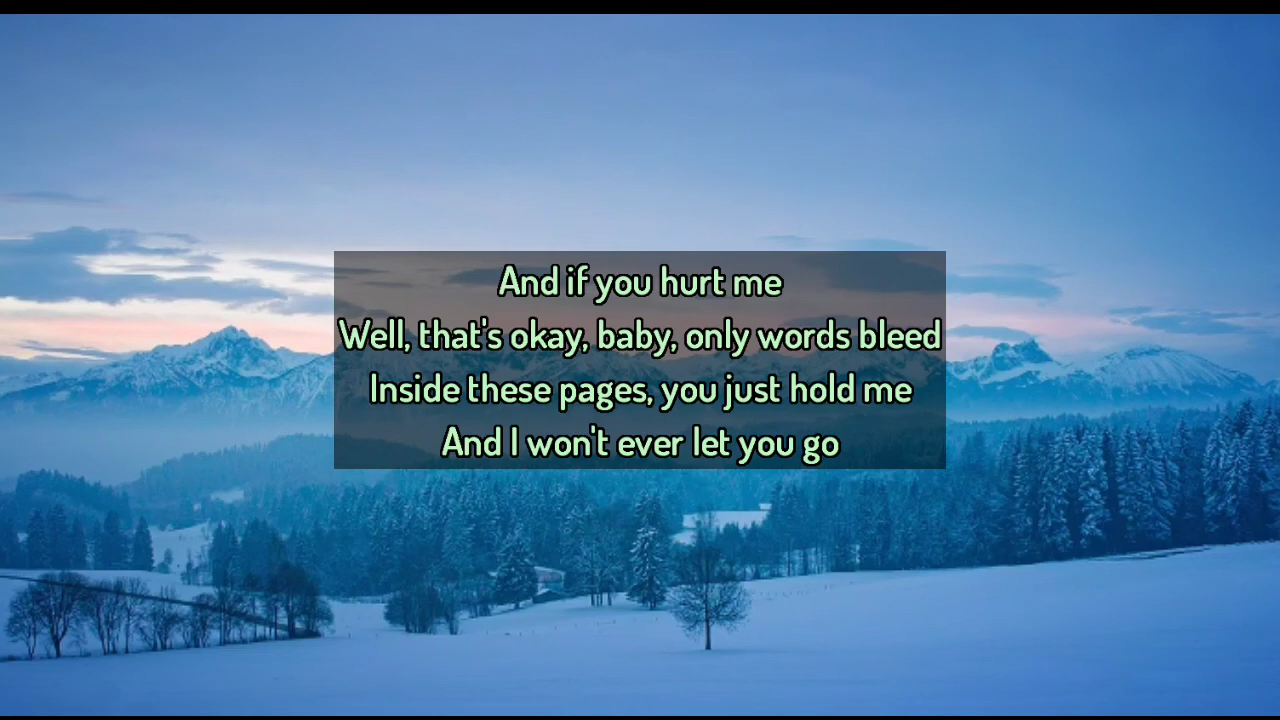 And if you hurt me
Well, that's okay, baby, only words bleed
Inside these pages, you just hold me
And I won't ever let you go